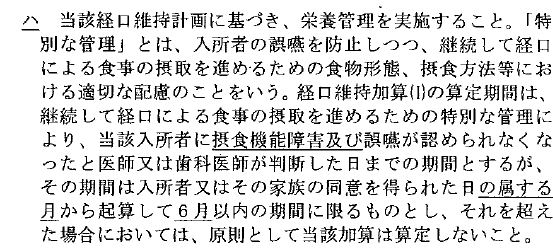 ハ　当該経口維持計画に基づき、栄養管理を実施すること。「特
別な管理」とは、入所者の誤嚥を防止しつつ、継続して経口
による食事の摂取を進めるための食物形態、摂食方法等にお
ける適切な配慮のことをいう。経口維持加算(Ⅰ)の算定期間は、
継続して経口による食事の摂取を進めるための特別な管理に
より、当該入所者に摂食機能障害及び誤嚥が認められなくな
ったと医師又は歯科医師が判断した日までの期間とするが、
その期間は入所者又はその家族の同意を得られた日の属する
月から起算して６月以内の期間に限るものとし、それを超え
た場合においては、原則として当該加算は算定しないこと。